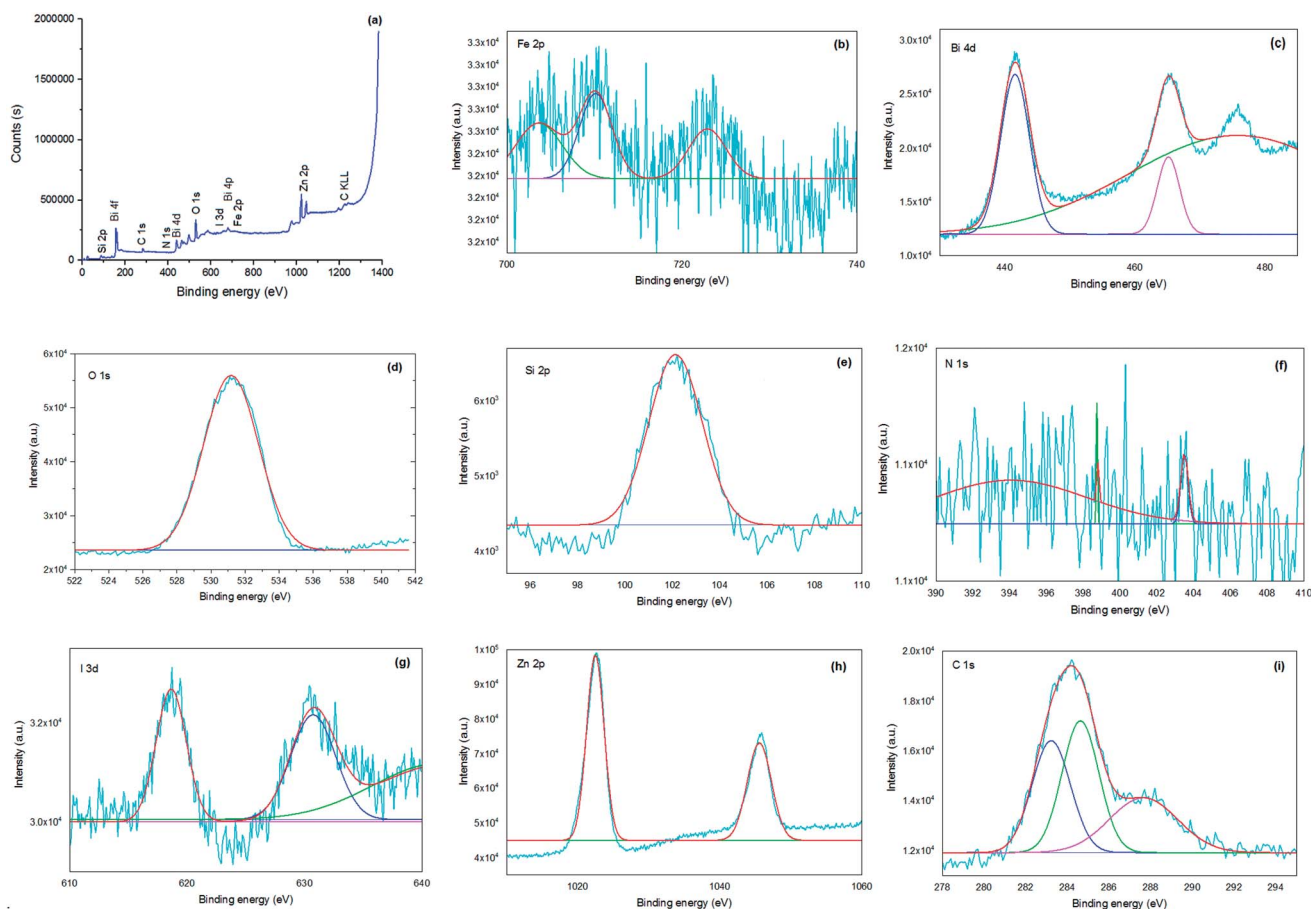 (a)
2000000
1500000
1000000
500000
0
Counts (s)
Si 2p
Bi 4f
C 1s
N 1s
Bi 4d
O 1s
I 3d
Bi 4p
Fe 2p
Zn 2p
C KLL
0 200 400 600 800 1000 1200 1400
Binding energy (eV)
Fe 2p (b)
3.3x10⁴
3.3x10⁴
3.3x10⁴
3.3x10⁴
3.2x10⁴
3.2x10⁴
3.2x10⁴
3.2x10⁴
3.2x10⁴
Intensity (a.u.)
700 720 740
Binding energy (eV)
Bi 4d (c)
3.0x10⁴
2.5x10⁴
2.0x10⁴
1.5x10⁴
1.0x10⁴
Intensity (a.u.)
440 460 480
Binding energy (eV)
O 1s (d)
6x10⁴
5x10⁴
4x10⁴
3x10⁴
2x10⁴
Intensity (a.u.)
522 524 526 528 530 532 534 536 538 540 542
Binding energy (eV)
Si 2p (e)
6x10³
5x10³
4x10³
Intensity (a.u.)
96 98 100 102 104 106 108 110
Binding energy (eV)
N 1s (f)
1.2x10⁴
1.1x10⁴
1.1x10⁴
Intensity (a.u.)
390 392 394 396 398 400 402 404 406 408 410
Binding energy (eV)
I 3d (g)
3.2x10⁴
3.0x10⁴
Intensity (a.u.)
610 620 630 640
Binding energy (eV)
Zn 2p (h)
1x10⁵
9x10⁴
8x10⁴
7x10⁴
6x10⁴
5x10⁴
4x10⁴
Intensity (a.u.)
1020 1040 1060
Binding energy (eV)
C 1s (i)
2.0x10⁴
1.8x10⁴
1.6x10⁴
1.4x10⁴
1.2x10⁴
Intensity (a.u.)
278 280 282 284 286 288 290 292 294
Binding energy (eV)